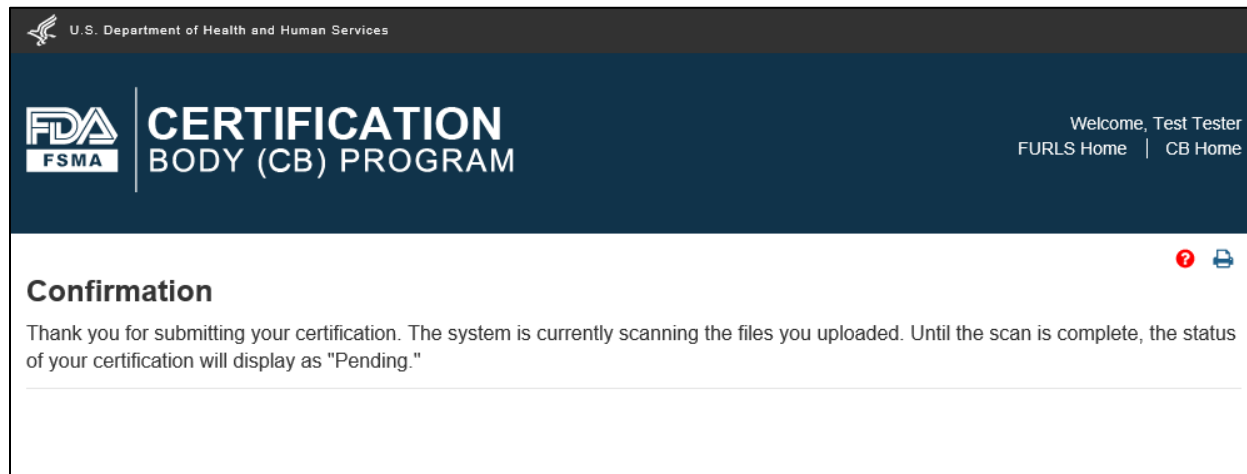 U.S. Department of Health and Human Services
FDA
FSMA
CERTIFICATION
BODY (CB) PROGRAM
Welcome, Test Tester
FURLS Home | CB Home
?
Confirmation
Thank you for submitting your certification. The system is currently scanning the files you uploaded. Until the scan is complete, the status
of your certification will display as "Pending."